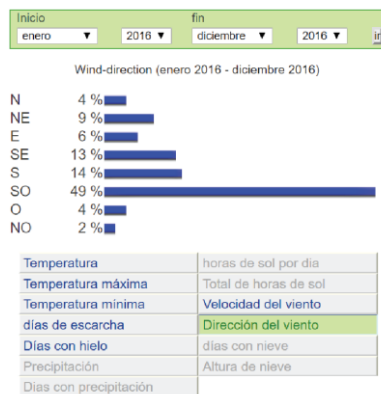 Inicio fin
enero ▼ 2016 ▼ diciembre ▼ 2016 ▼
Wind-direction (enero 2016 - diciembre 2016)
N 4 %
NE 9 %
E 6 %
SE 13 %
S 14 %
SO 49 %
O 4 %
NO 2 %
Temperatura horas de sol por dia
Temperatura máxima Total de horas de sol
Temperatura mínima Velocidad del viento
días de escarcha Dirección del viento
Días con hielo días con nieve
Precipitación Altura de nieve
Dias con precipitación